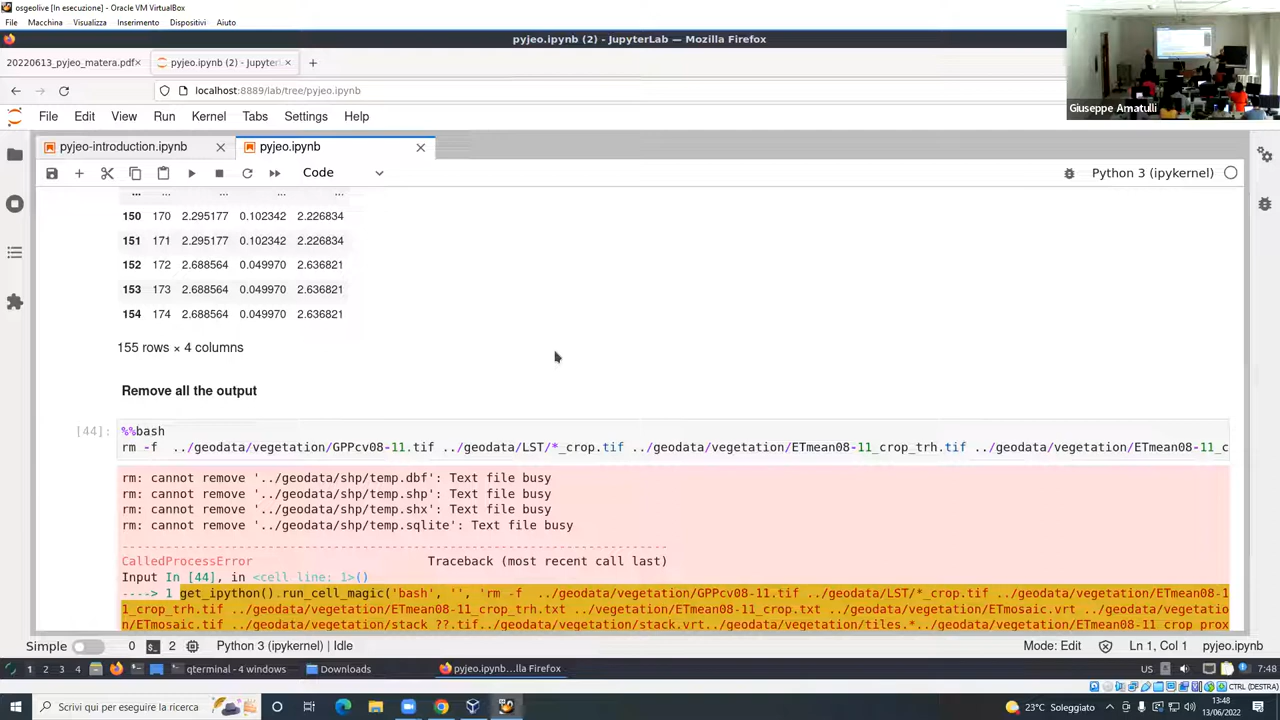 osgeolive [In esecuzione] - Oracle VM VirtualBox
File Macchina Visualizza Inserimento Dispositivi Aiuto
pyjeo.ipynb (2) - JupyterLab — Mozilla Firefox
20220613_pyjeo_matera.pdf
pyjeo.ipynb (2) - Jupyter
localhost:8889/lab/tree/pyjeo.ipynb
Giuseppe Amatulli
File Edit View Run Kernel Tabs Settings Help
pyjeo-introduction.ipynb
pyjeo.ipynb
Code
Python 3 (ipykernel)
... ... ... ... ...
150 170 2.295177 0.102342 2.226834
151 171 2.295177 0.102342 2.226834
152 172 2.688564 0.049970 2.636821
153 173 2.688564 0.049970 2.636821
154 174 2.688564 0.049970 2.636821
155 rows × 4 columns
Remove all the output
[44]:
%%bash
rm -f ../geodata/vegetation/GPPcv08-11.tif ../geodata/LST/*_crop.tif ../geodata/vegetation/ETmean08-11_crop_trh.tif ../geodata/vegetation/ETmean08-11_c
rm: cannot remove '../geodata/shp/temp.dbf': Text file busy
rm: cannot remove '../geodata/shp/temp.shp': Text file busy
rm: cannot remove '../geodata/shp/temp.shx': Text file busy
rm: cannot remove '../geodata/shp/temp.sqlite': Text file busy
---------------------------------------------------------------------------
CalledProcessError Traceback (most recent call last)
Input In [44], in <cell line: 1>()
----> 1 get_ipython().run_cell_magic('bash', '', 'rm -f ../geodata/vegetation/GPPcv08-11.tif ../geodata/LST/*_crop.tif ../geodata/vegetation/ETmean08-1
1_crop_trh.tif ../geodata/vegetation/ETmean08-11_crop_trh.txt ../vegetation/ETmean08-11_crop.txt ../vegetation/ETmosaic.vrt ../geodata/vegetatio
n/ETmosaic.tif ../geodata/vegetation/stack_??.tif../vegetation/stack.vrt../geodata/vegetation/tiles.*../geodata/vegetation/ETmean08-11_crop_prox
Simple 0 2 Python 3 (ipykernel) | Idle
Mode: Edit Ln 1, Col 1 pyjeo.ipynb
1 2 3 4 qterminal - 4 windows Downloads pyjeo.ipynb...lla Firefox US 7:48
CTRL (DESTRA)
Scrivi qui per eseguire la ricerca
23°C Soleggiato
13:48
13/06/2022